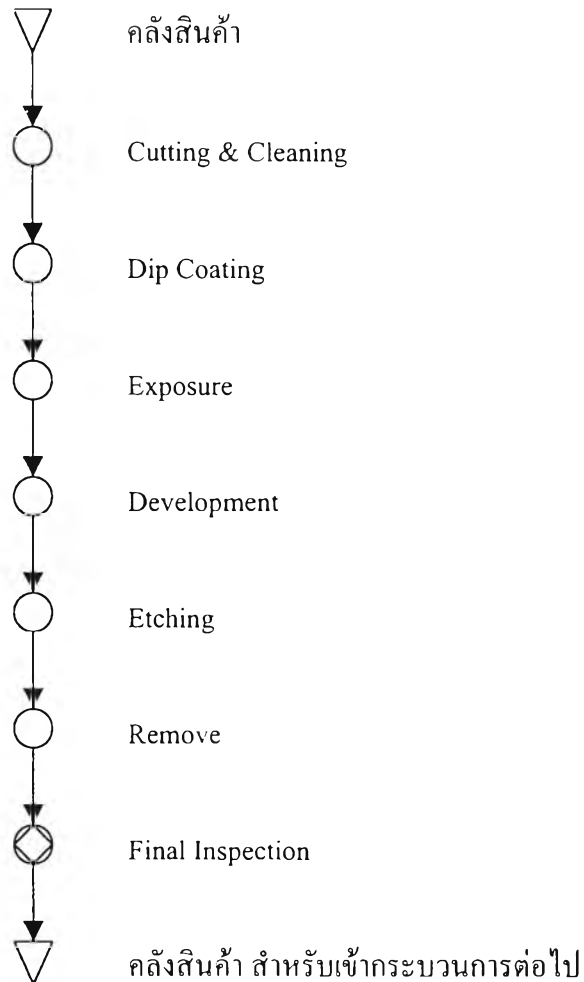 คลังสินค้า
Cutting & Cleaning
Dip Coating
Exposure
Development
Etching
Remove
Final Inspection
คลังสินค้า สำหรับเข้ากระบวนการต่อไป